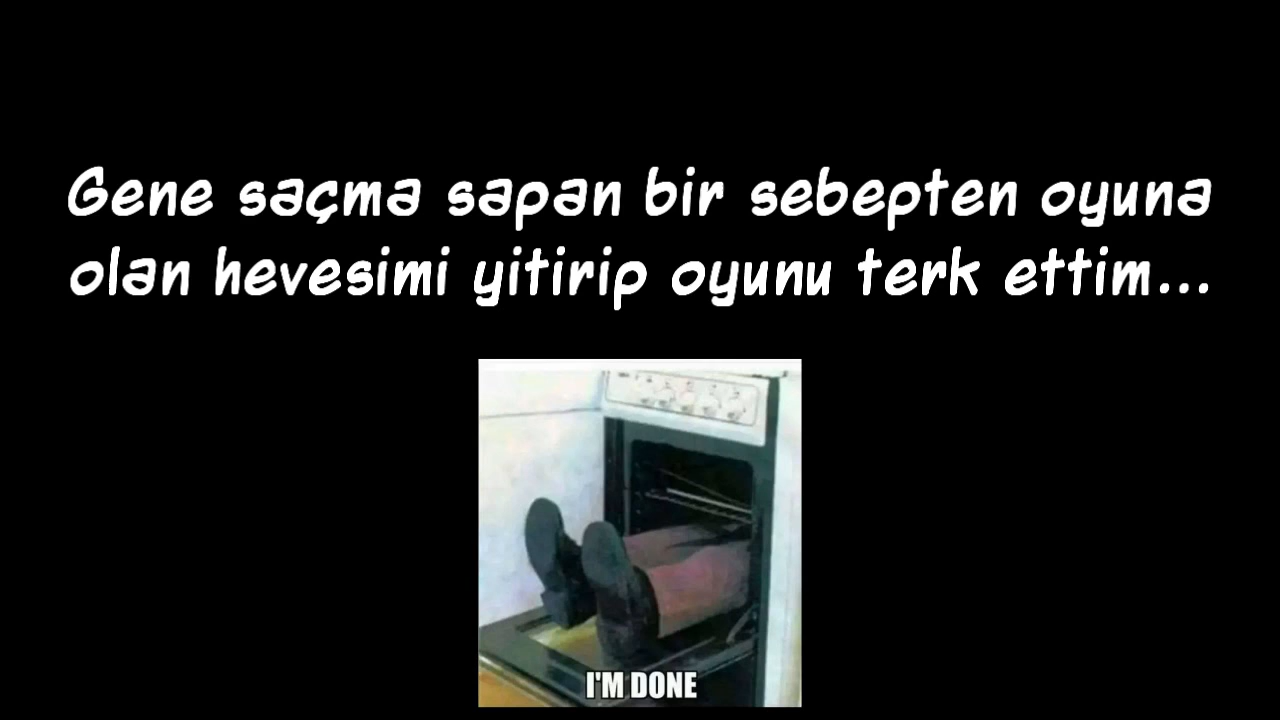 Gene saçma sapan bir sebepten oyuna
olan hevesimi yitirip oyunu terk ettim...
I'M DONE